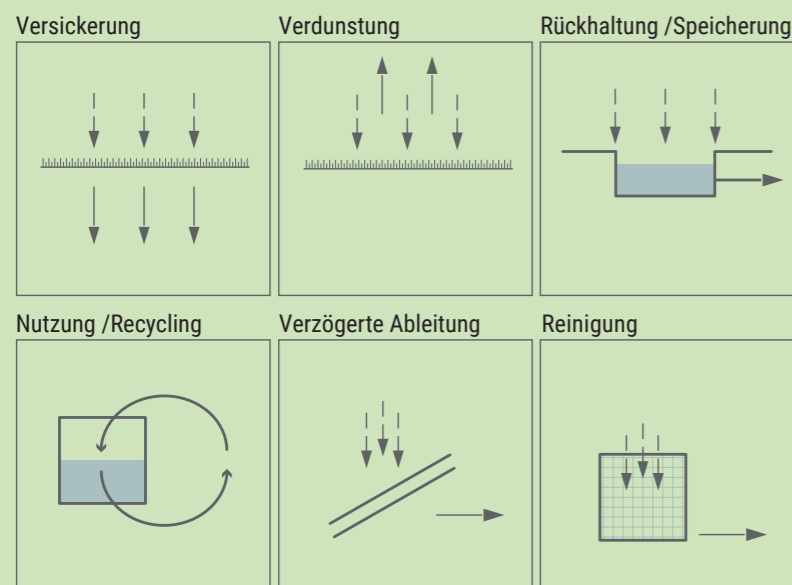 Versickerung
Verdunstung
Rückhaltung /Speicherung
Nutzung /Recycling
Verzögerte Ableitung
Reinigung